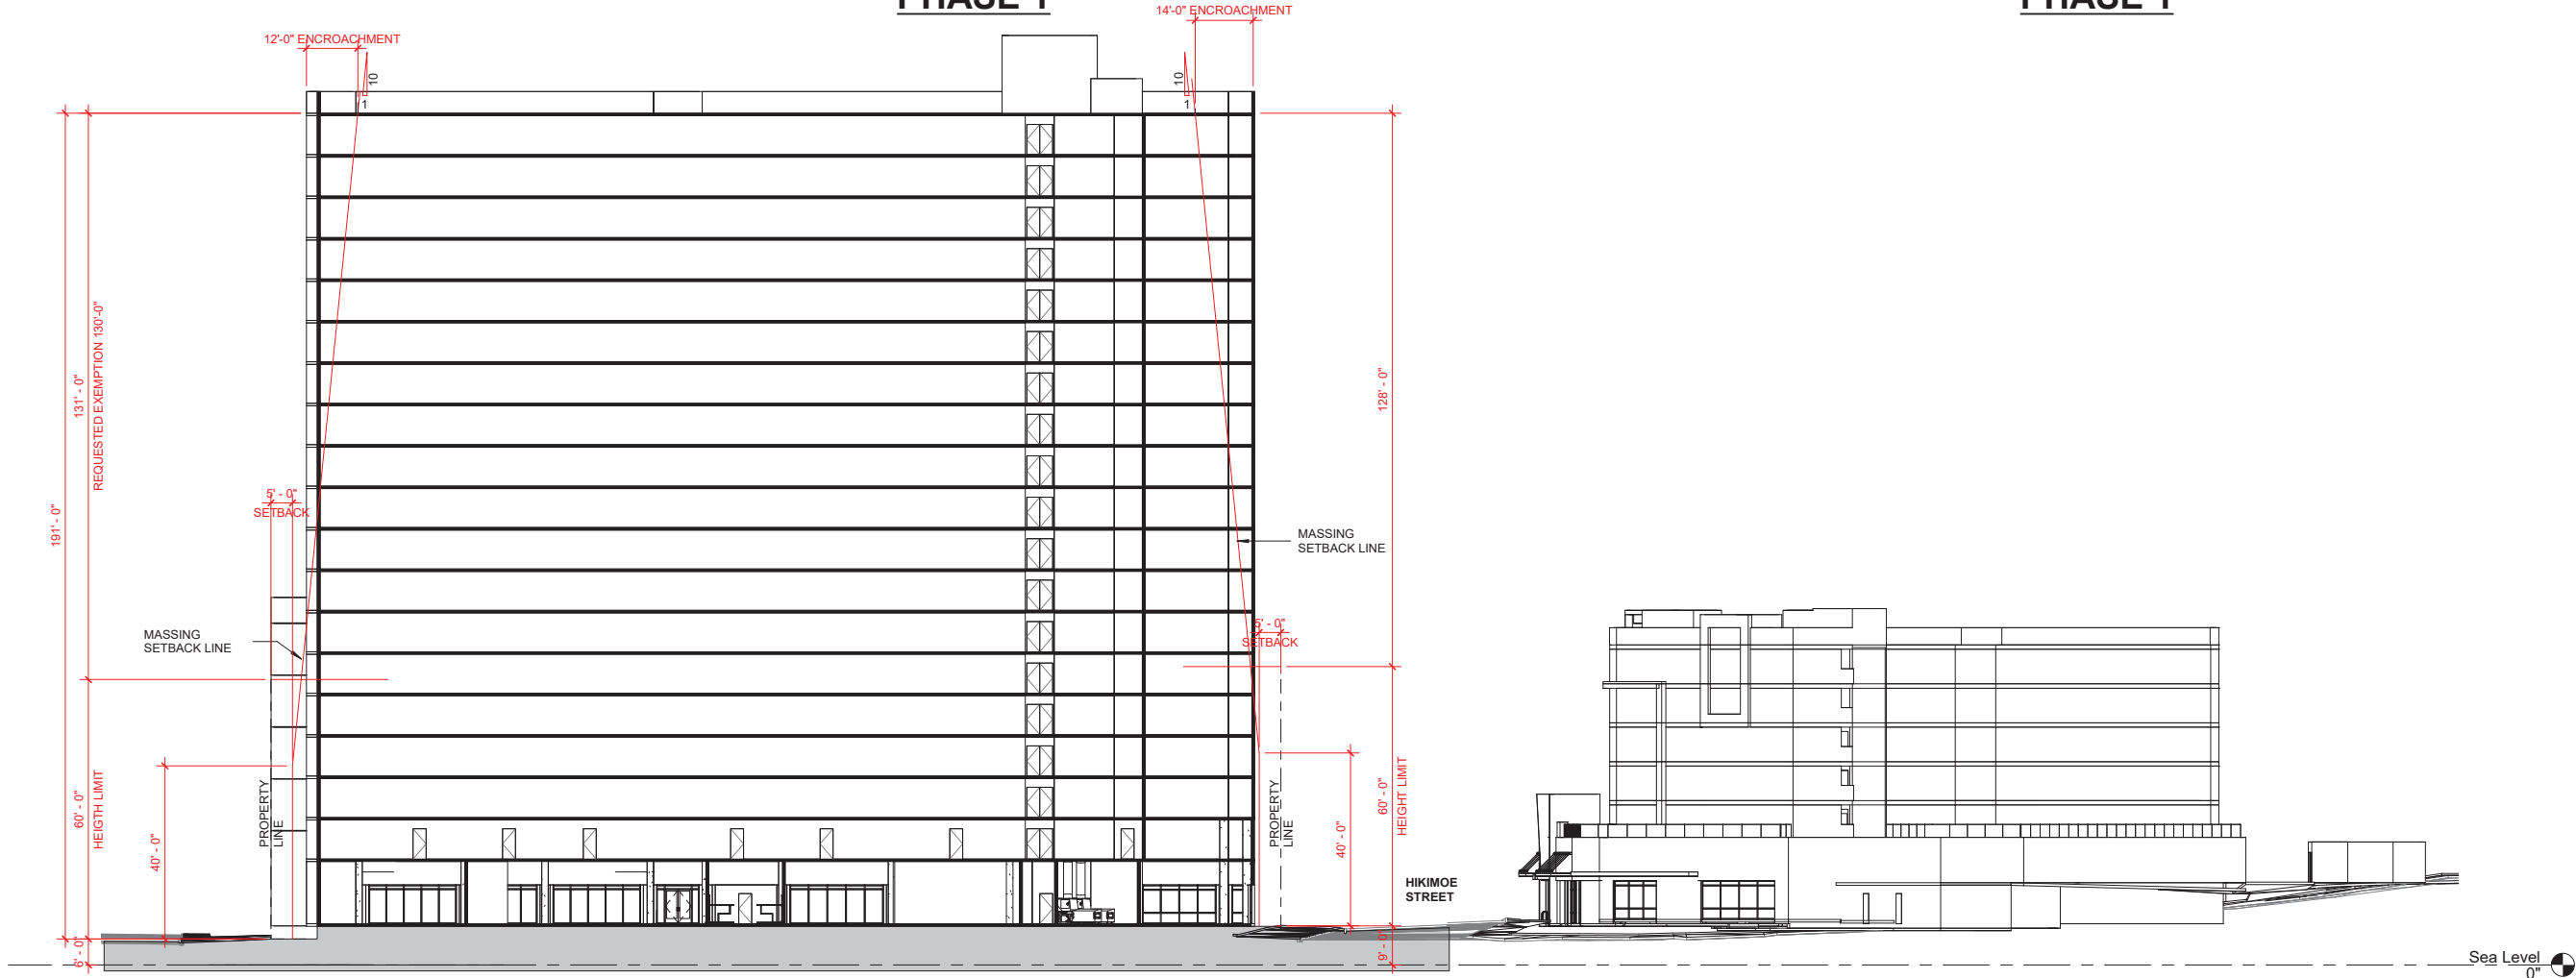 PHASE 1
PHASE 1
12'-0" ENCROACHMENT
14'-0" ENCROACHMENT
10
1
10
1
191' - 0"
131' - 0"
REQUESTED EXEMPTION 130'-0"
128' - 0"
5' - 0"
SETBACK
MASSING
SETBACK LINE
MASSING
SETBACK LINE
5' - 0"
SETBACK
60' - 0"
HEIGTH LIMIT
40' - 0"
PROPERTY
LINE
PROPERTY
LINE
40' - 0"
60' - 0"
HEIGHT LIMIT
HIKIMOE
STREET
6' - 0"
9' - 0"
Sea Level
0"